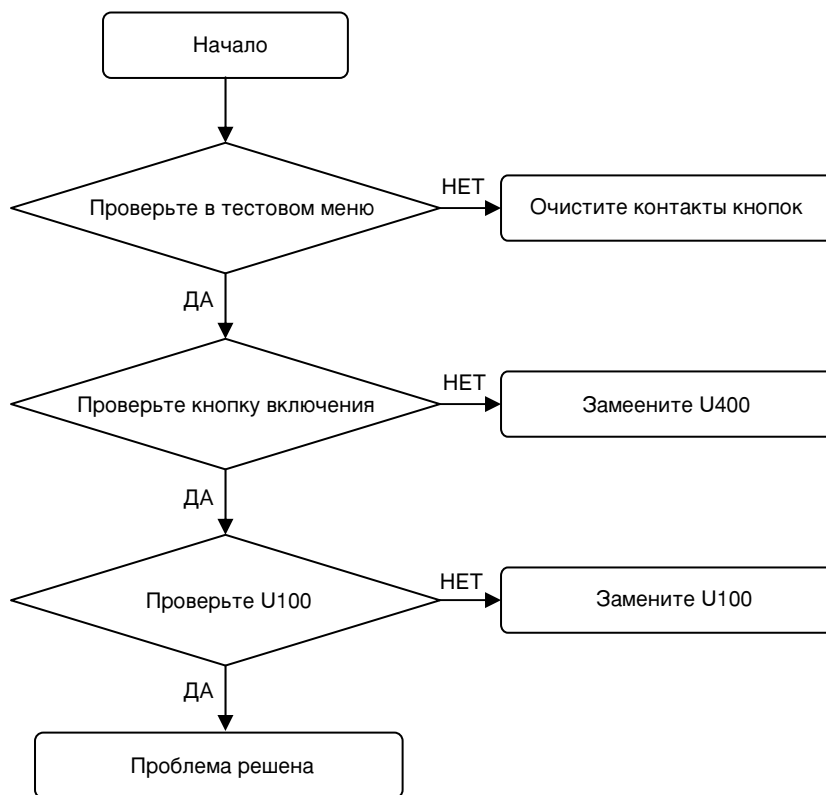 Начало
Проверьте в тестовом меню
НЕТ
Очистите контакты кнопок
ДА
Проверьте кнопку включения
НЕТ
Замеените U400
ДА
Проверьте U100
НЕТ
Замените U100
ДА
Проблема решена